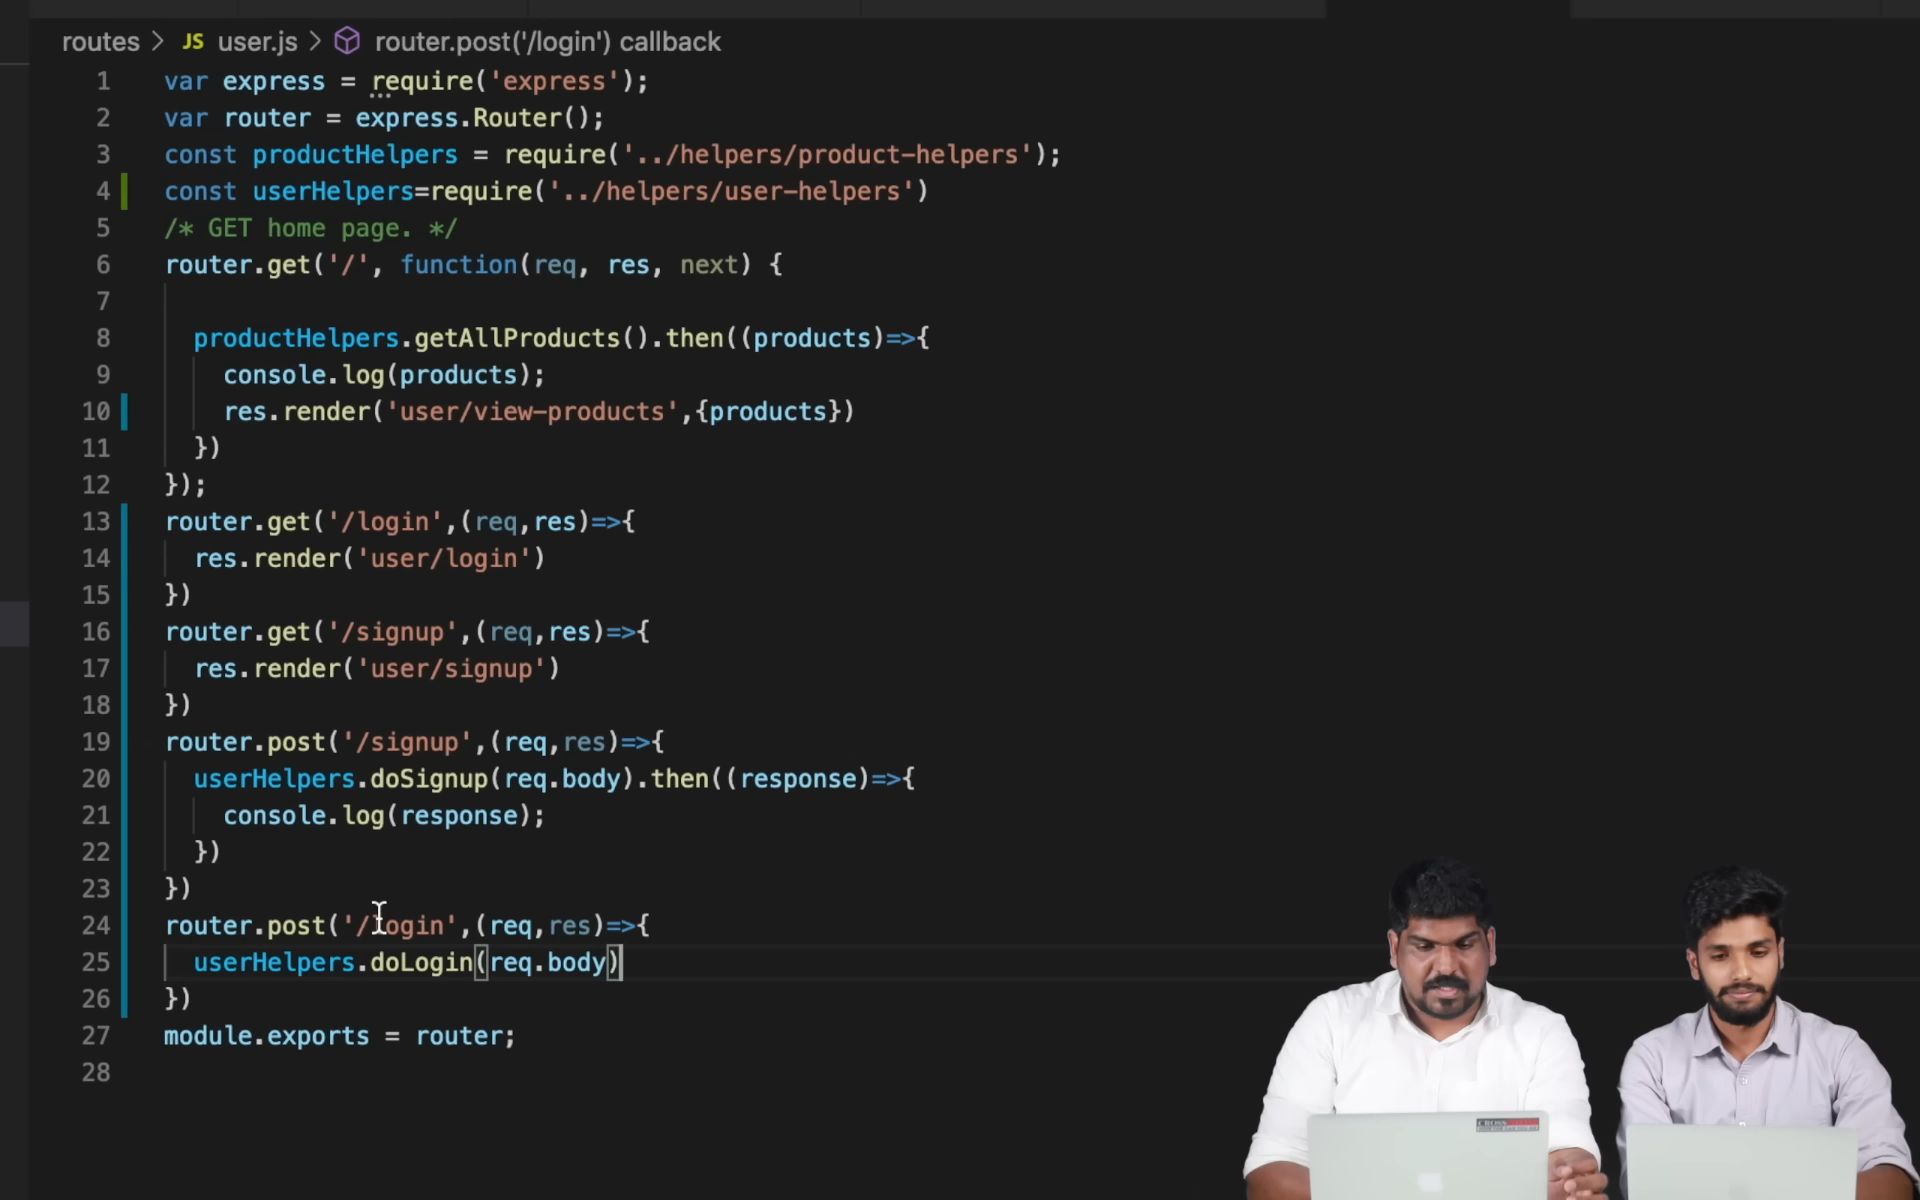 routes > JS user.js > router.post('/login') callback
1 var express = require('express');
2 var router = express.Router();
3 const productHelpers = require('../helpers/product-helpers');
4 const userHelpers=require('../helpers/user-helpers')
5 /* GET home page. */
6 router.get('/', function(req, res, next) {
7
8 productHelpers.getAllProducts().then((products)=>{
9 console.log(products);
10 res.render('user/view-products',{products})
11 })
12 });
13 router.get('/login',(req,res)=>{
14 res.render('user/login')
15 })
16 router.get('/signup',(req,res)=>{
17 res.render('user/signup')
18 })
19 router.post('/signup',(req,res)=>{
20 userHelpers.doSignup(req.body).then((response)=>{
21 console.log(response);
22 })
23 })
24 router.post('/login',(req,res)=>{
25 userHelpers.doLogin(req.body)
26 })
27 module.exports = router;
28